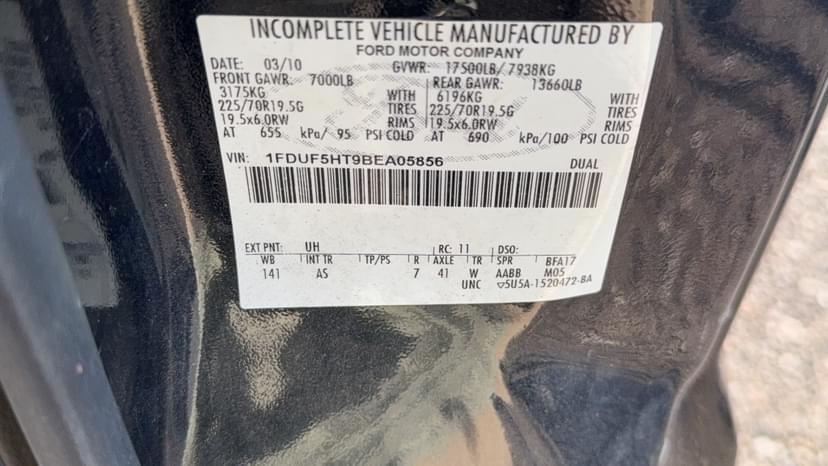 INCOMPLETE VEHICLE MANUFACTURED BY
FORD MOTOR COMPANY
DATE: 03/10 GVWR: 17500LB/ 7938KG
FRONT GAWR: 7000LB REAR GAWR: 13660LB
3175KG WITH 6196KG WITH
225/70R19.5G TIRES 225/70R19.5G TIRES
19.5x6.0RW RIMS 19.5x6.0RW RIMS
AT 655 kPa/ 95 PSI COLD AT 690 kPa/100 PSI COLD
VIN: 1FDUF5HT9BEA05856 DUAL
EXT PNT: UH RC: 11 DSO:
WB INT TR TP/PS R AXLE TR SPR BFA17
141 AS 7 41 W AABB M05
UNC ▽5U5A-1520472-BA